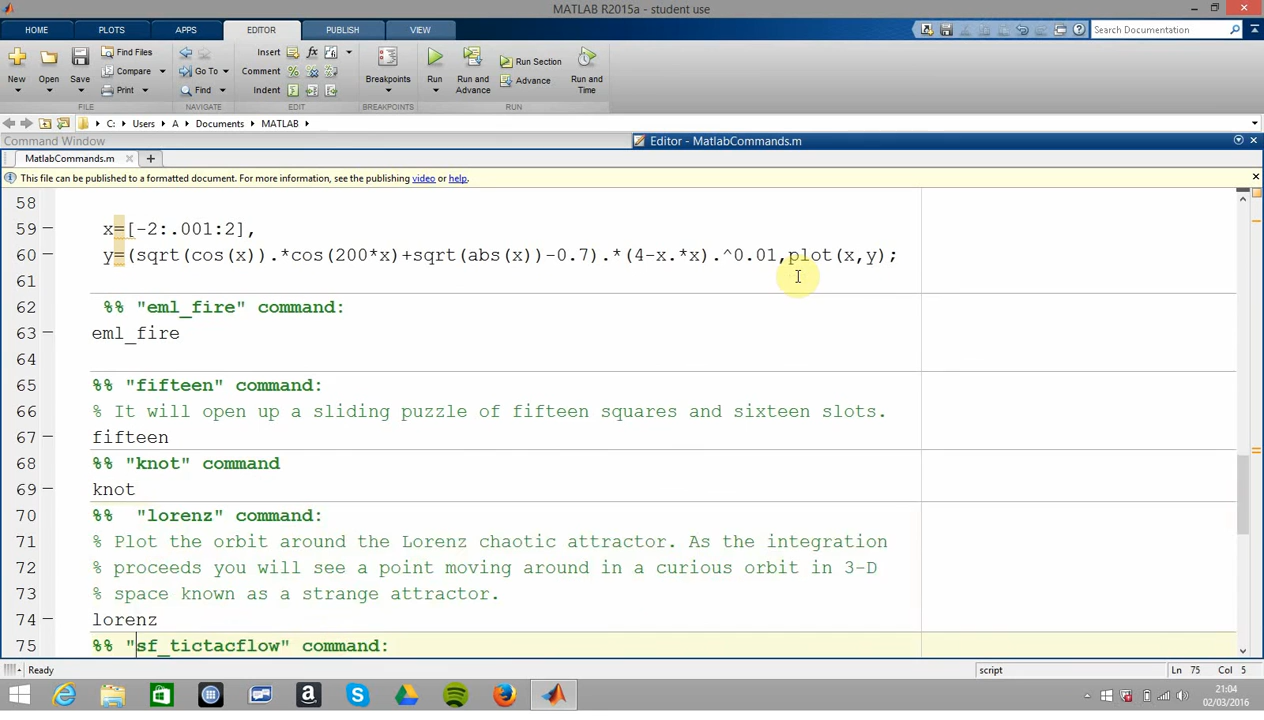 MATLAB R2015a - student use
HOME PLOTS APPS EDITOR PUBLISH VIEW Search Documentation
New Open Save Find Files Compare Print Go To Find Insert Comment Indent fx Breakpoints Run Run and Advance Run Section Advance Run and Time
FILE NAVIGATE EDIT BREAKPOINTS RUN
C: Users A Documents MATLAB
Command Window Editor - MatlabCommands.m
MatlabCommands.m
This file can be published to a formatted document. For more information, see the publishing video or help.
58
59 x=[-2:.001:2],
60 y=(sqrt(cos(x)).*cos(200*x)+sqrt(abs(x))-0.7).*(4-x.*x).^0.01,plot(x,y);
61
62 %% "eml_fire" command:
63 eml_fire
64
65 %% "fifteen" command:
66 % It will open up a sliding puzzle of fifteen squares and sixteen slots.
67 fifteen
68 %% "knot" command
69 knot
70 %% "lorenz" command:
71 % Plot the orbit around the Lorenz chaotic attractor. As the integration
72 % proceeds you will see a point moving around in a curious orbit in 3-D
73 % space known as a strange attractor.
74 lorenz
75 %% "sf_tictacflow" command:
Ready script Ln 75 Col 5
21:04
02/03/2016